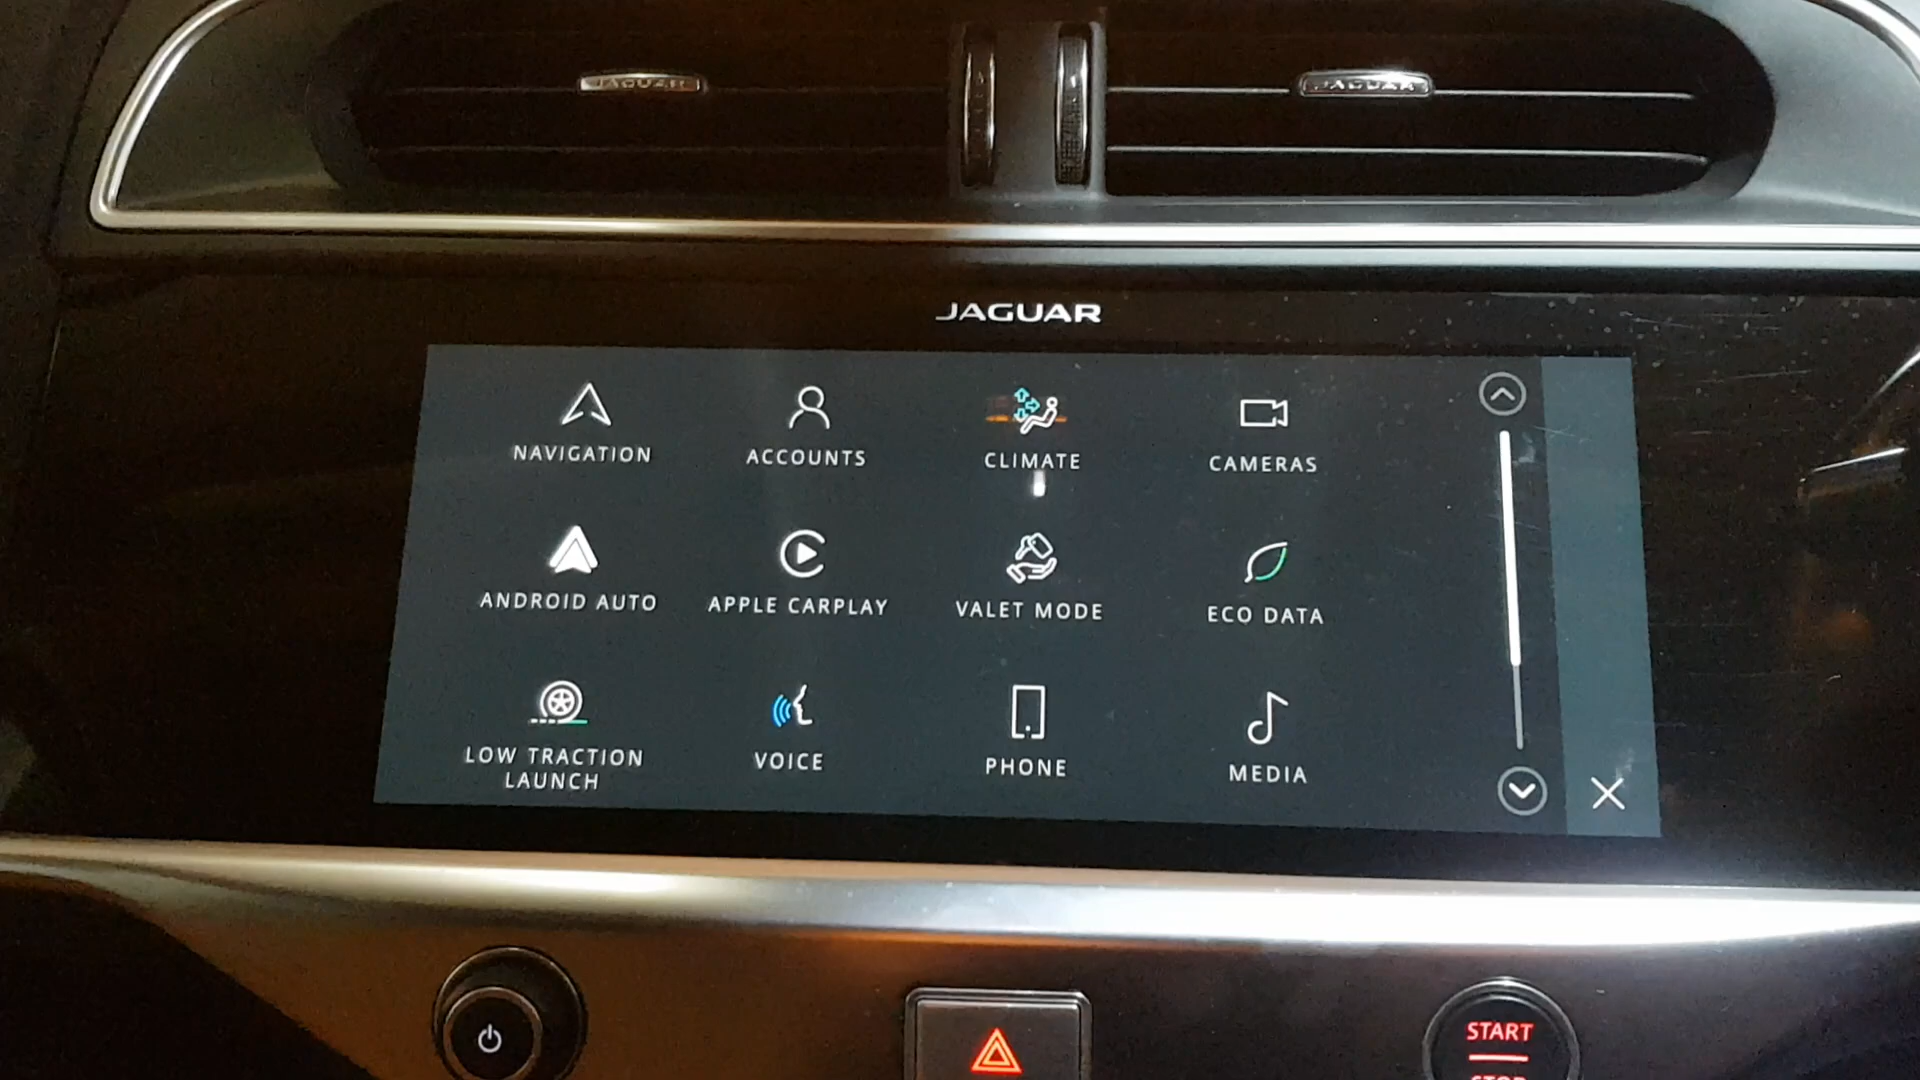 JAGUAR
JAGUAR
JAGUAR
NAVIGATION
ACCOUNTS
CLIMATE
CAMERAS
ANDROID AUTO
APPLE CARPLAY
VALET MODE
ECO DATA
LOW TRACTION
LAUNCH
VOICE
PHONE
MEDIA
START
STOP